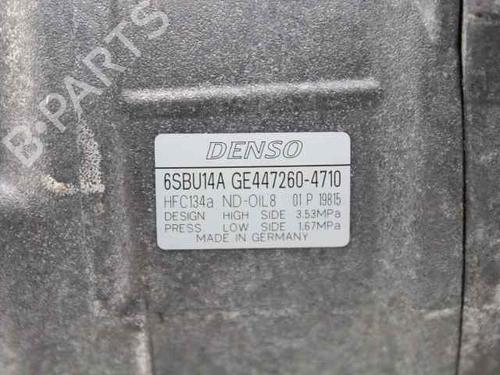 B-PARTS
DENSO
6SBU14A GE447260-4710
HFC134a ND-OIL8 01 P 19815
DESIGN HIGH SIDE 3.53MPa
PRESS LOW SIDE 1.67MPa
MADE IN GERMANY
B-PARTS